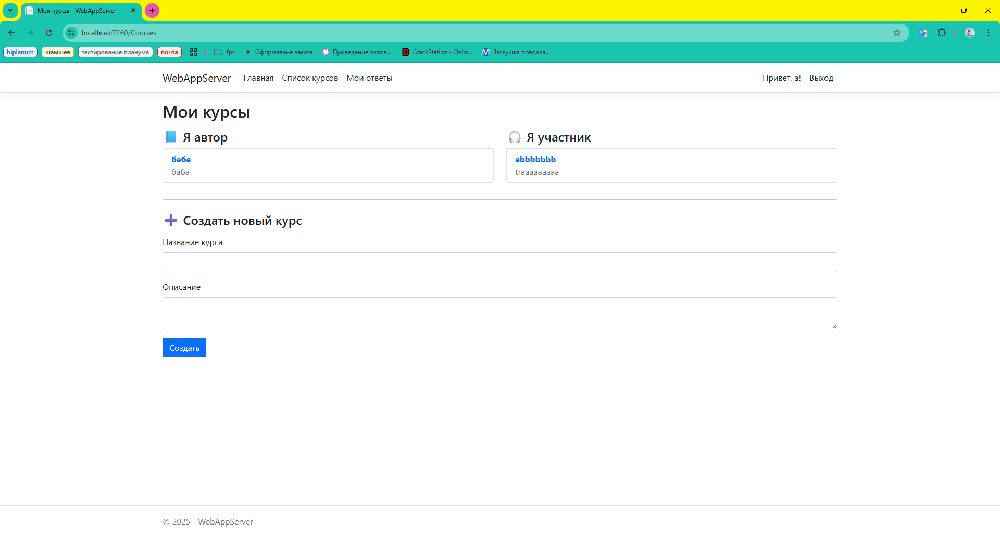 Мои курсы - WebAppServer
localhost:7260/Courses
biplanum шамшев тестирование планума почта fpv Оформление заказа Приведение типов... CrackStation - Onlin... Заглушка поводка...
WebAppServer Главная Список курсов Мои ответы Привет, а! Выход
Мои курсы
Я автор
бебе
баба
Я участник
ebbbbbbb
traaaaaaaaa
Создать новый курс
Название курса
Описание
Создать
© 2025 - WebAppServer